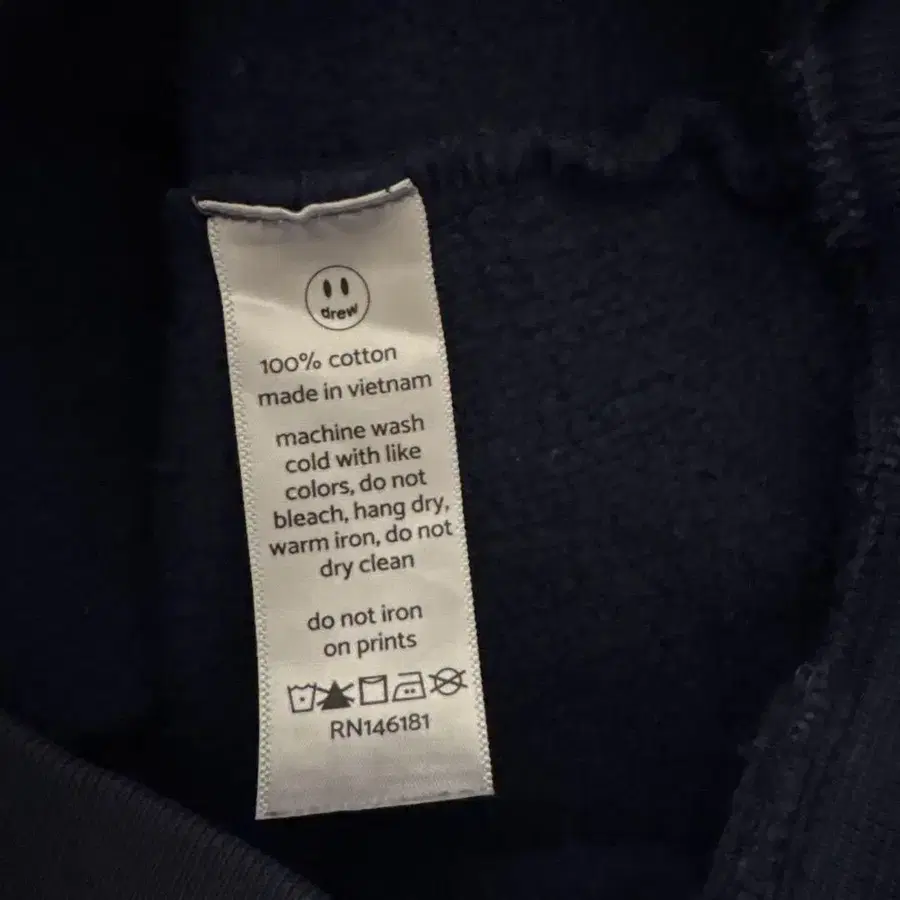 drew
100% cotton
made in vietnam
machine wash
cold with like
colors, do not
bleach, hang dry,
warm iron, do not
dry clean
do not iron
on prints
RN146181